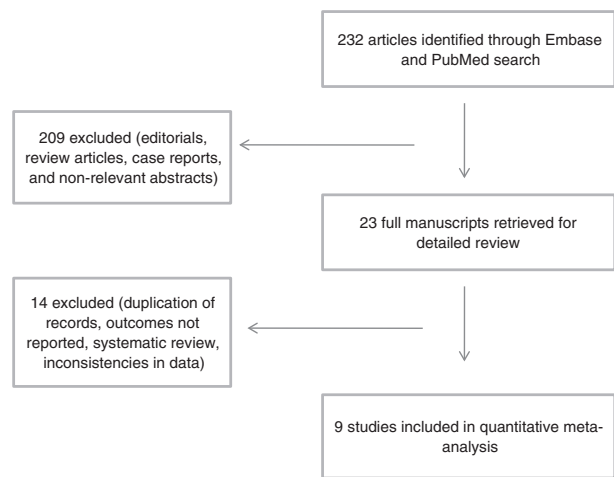 232 articles identified through Embase
and PubMed search
209 excluded (editorials,
review articles, case reports,
and non-relevant abstracts)
23 full manuscripts retrieved for
detailed review
14 excluded (duplication of
records, outcomes not
reported, systematic review,
inconsistencies in data)
9 studies included in quantitative meta-
analysis